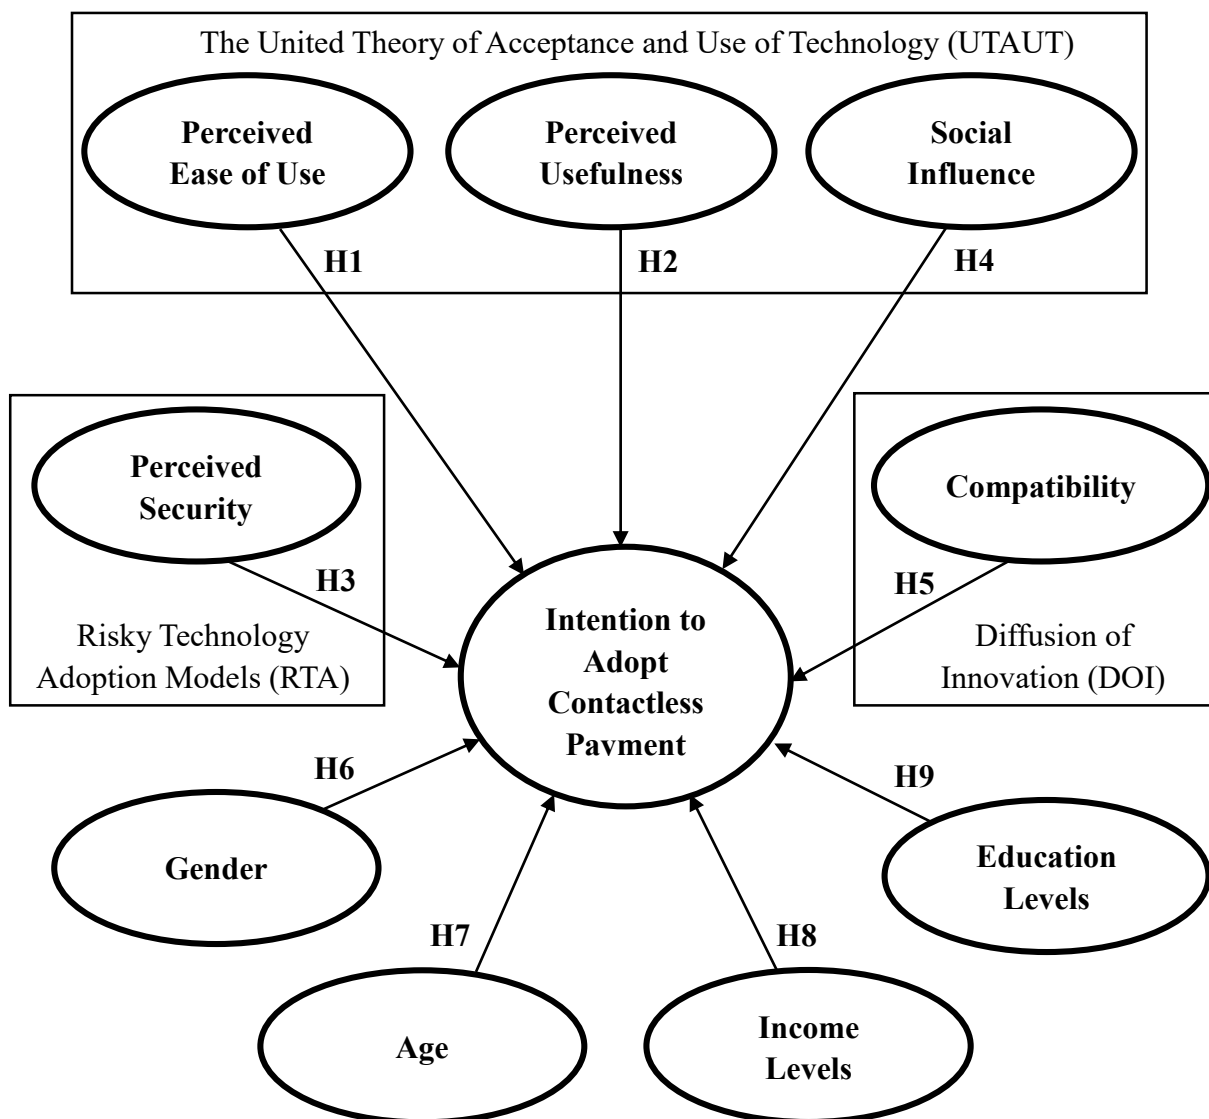 The United Theory of Acceptance and Use of Technology (UTAUT)
Perceived
Ease of Use
Perceived
Usefulness
Social
Influence
H1
H2
H4
Perceived
Security
Compatibility
H3
H5
Risky Technology
Adoption Models (RTA)
Intention to
Adopt
Contactless
Pavment
Diffusion of
Innovation (DOI)
H6
H9
Gender
Education
Levels
H7
H8
Age
Income
Levels